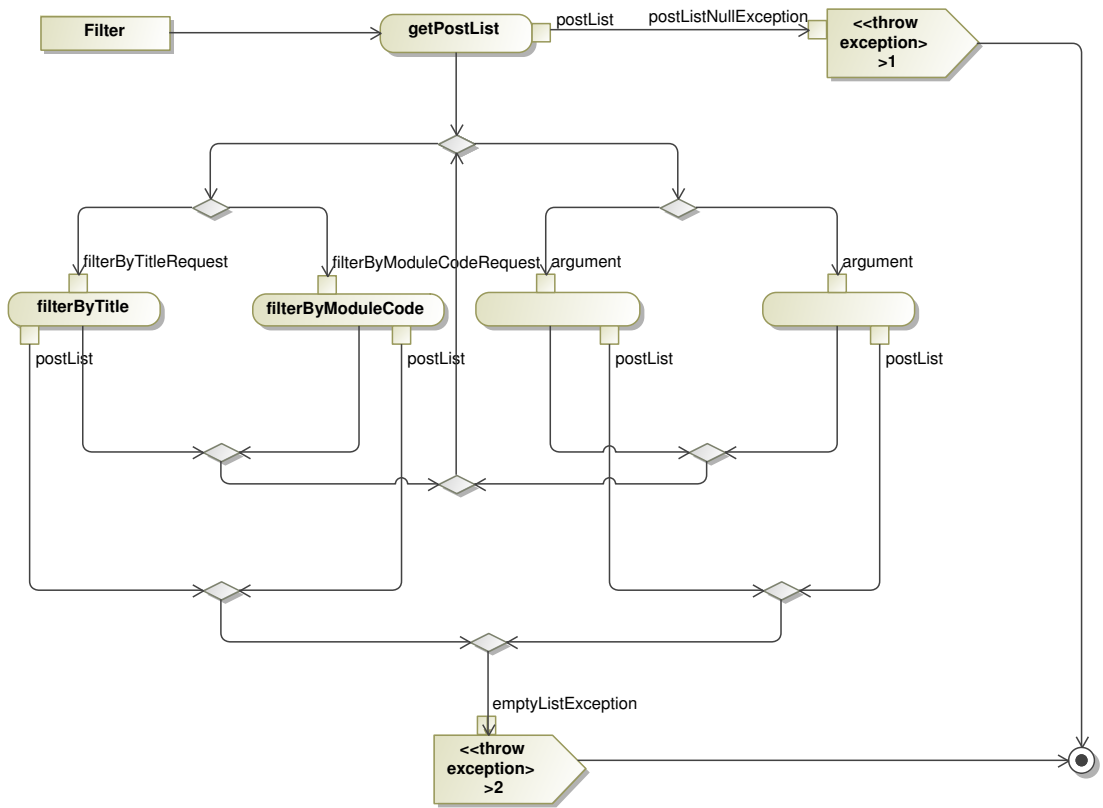 Filter
getPostList
postList
postListNullException
<<throw
exception>
>1
filterByTitleRequest
filterByModuleCodeRequest
argument
argument
filterByTitle
filterByModuleCode
postList
postList
postList
postList
emptyListException
<<throw
exception>
>2